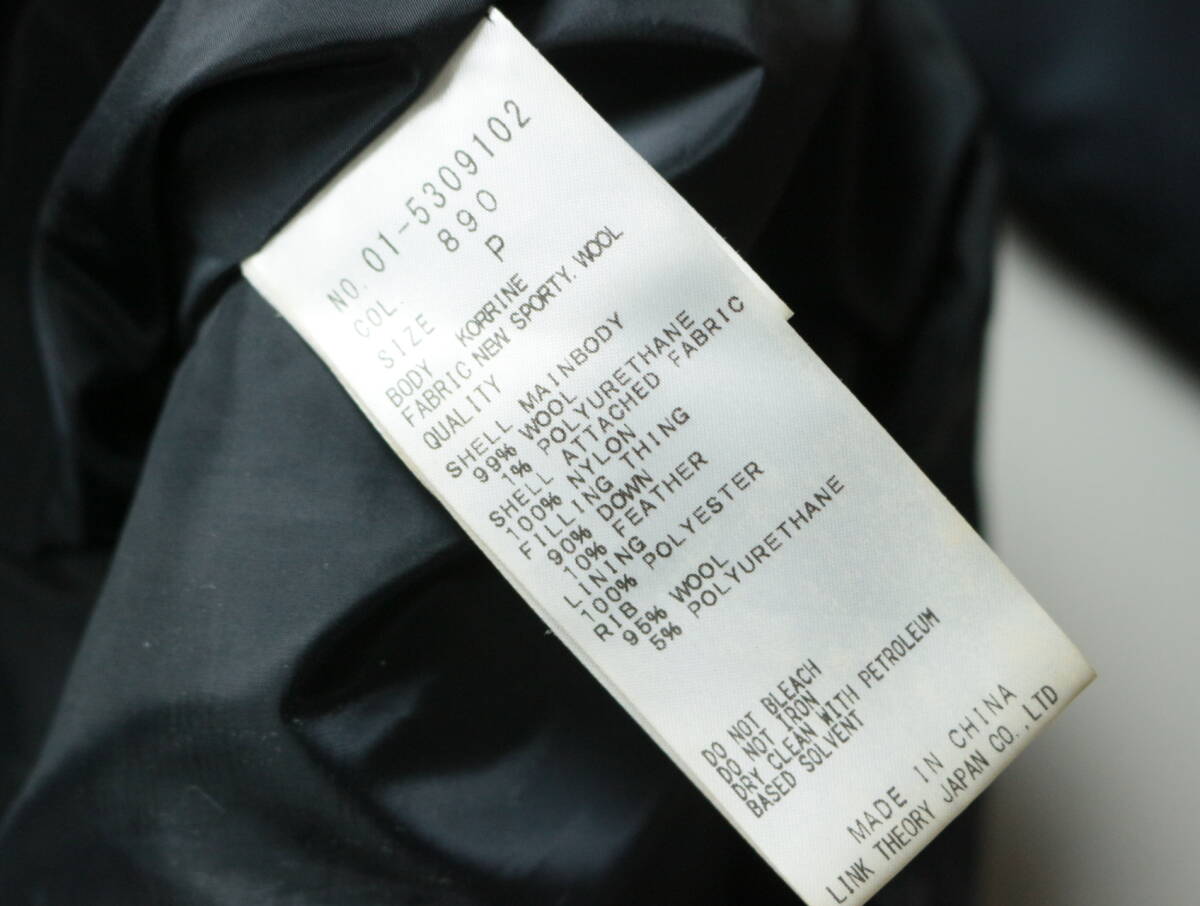 NO. 01-5309102
COL. 890
SIZE P
BODY KORRINE
FABRIC NEW SPORTY. WOOL
QUALITY
SHELL MAINBODY
99% WOOL
1% POLYURETHANE
SHELL ATTACHED FABRIC
100% NYLON
FILLING THING
90% DOWN
10% FEATHER
LINING
100% POLYESTER
RIB
95% WOOL
5% POLYURETHANE
DO NOT BLEACH
DO NOT IRON
DRY CLEAN WITH PETROLEUM
BASED SOLVENT
MADE IN CHINA
LINK THEORY JAPAN CO.,LTD